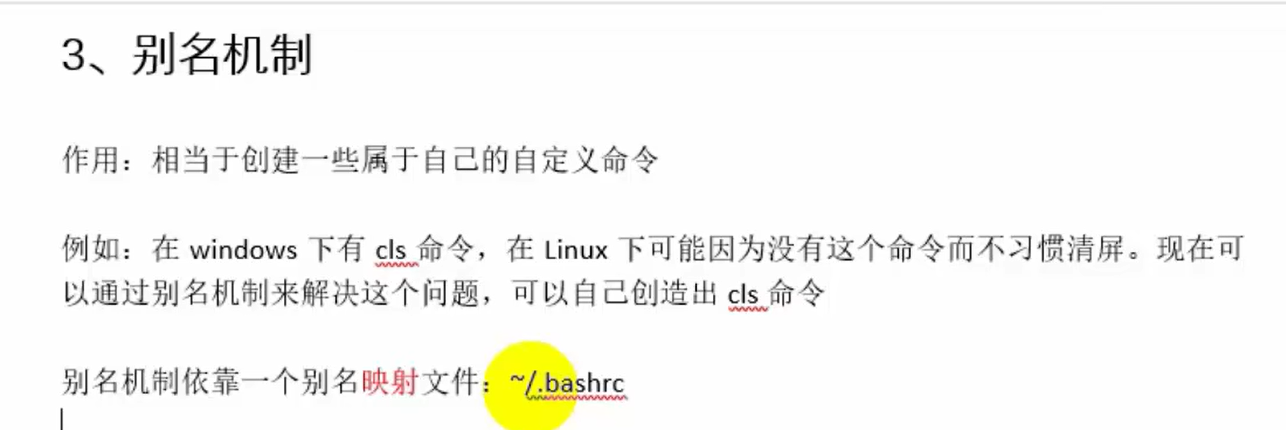 3、别名机制
作用：相当于创建一些属于自己的自定义命令
例如：在 windows 下有 cls 命令，在 Linux 下可能因为没有这个命令而不习惯清屏。现在可
以通过别名机制来解决这个问题，可以自己创造出 cls 命令
别名机制依靠一个别名映射文件：~/.bashrc